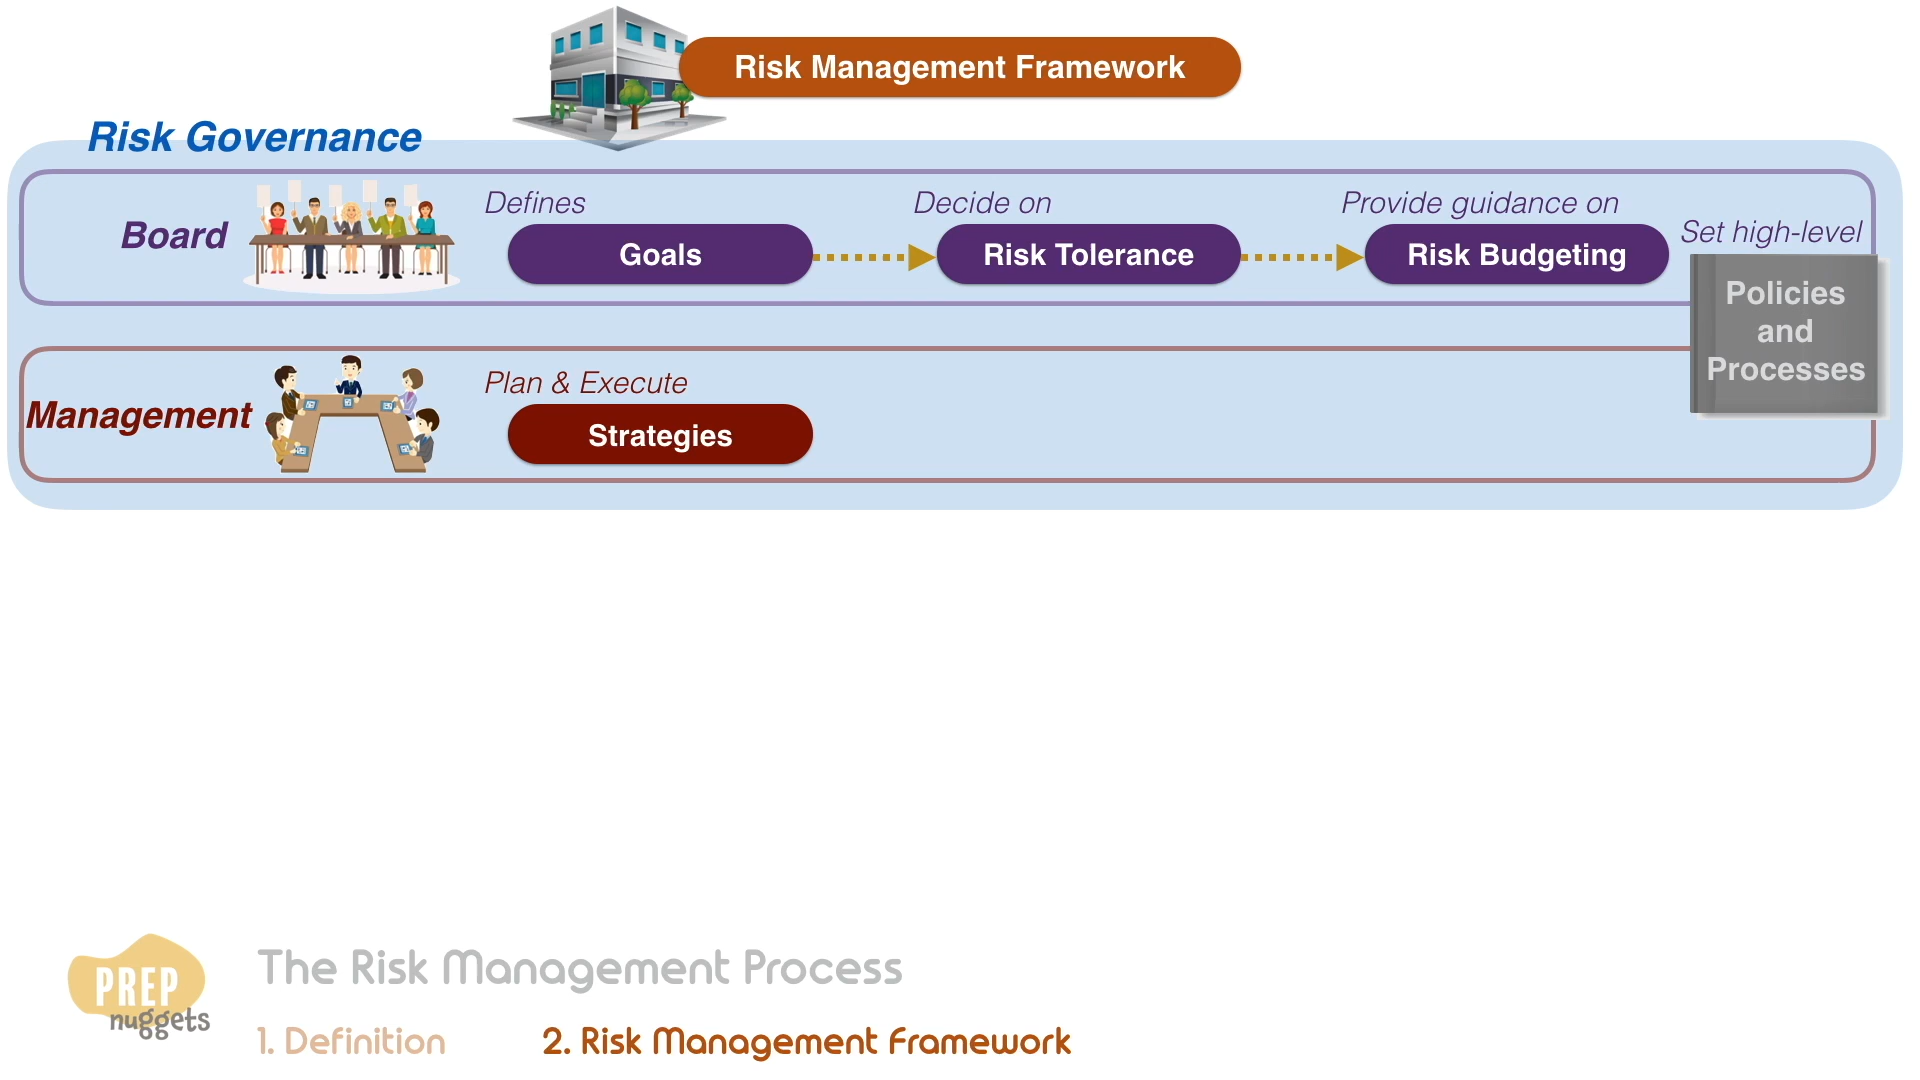 Risk Management Framework
Risk Governance
Board
Defines
Goals
Decide on
Risk Tolerance
Provide guidance on
Risk Budgeting
Set high-level
Policies
and
Processes
Management
Plan & Execute
Strategies
PREP
nuggets
The Risk Management Process
1. Definition
2. Risk Management Framework